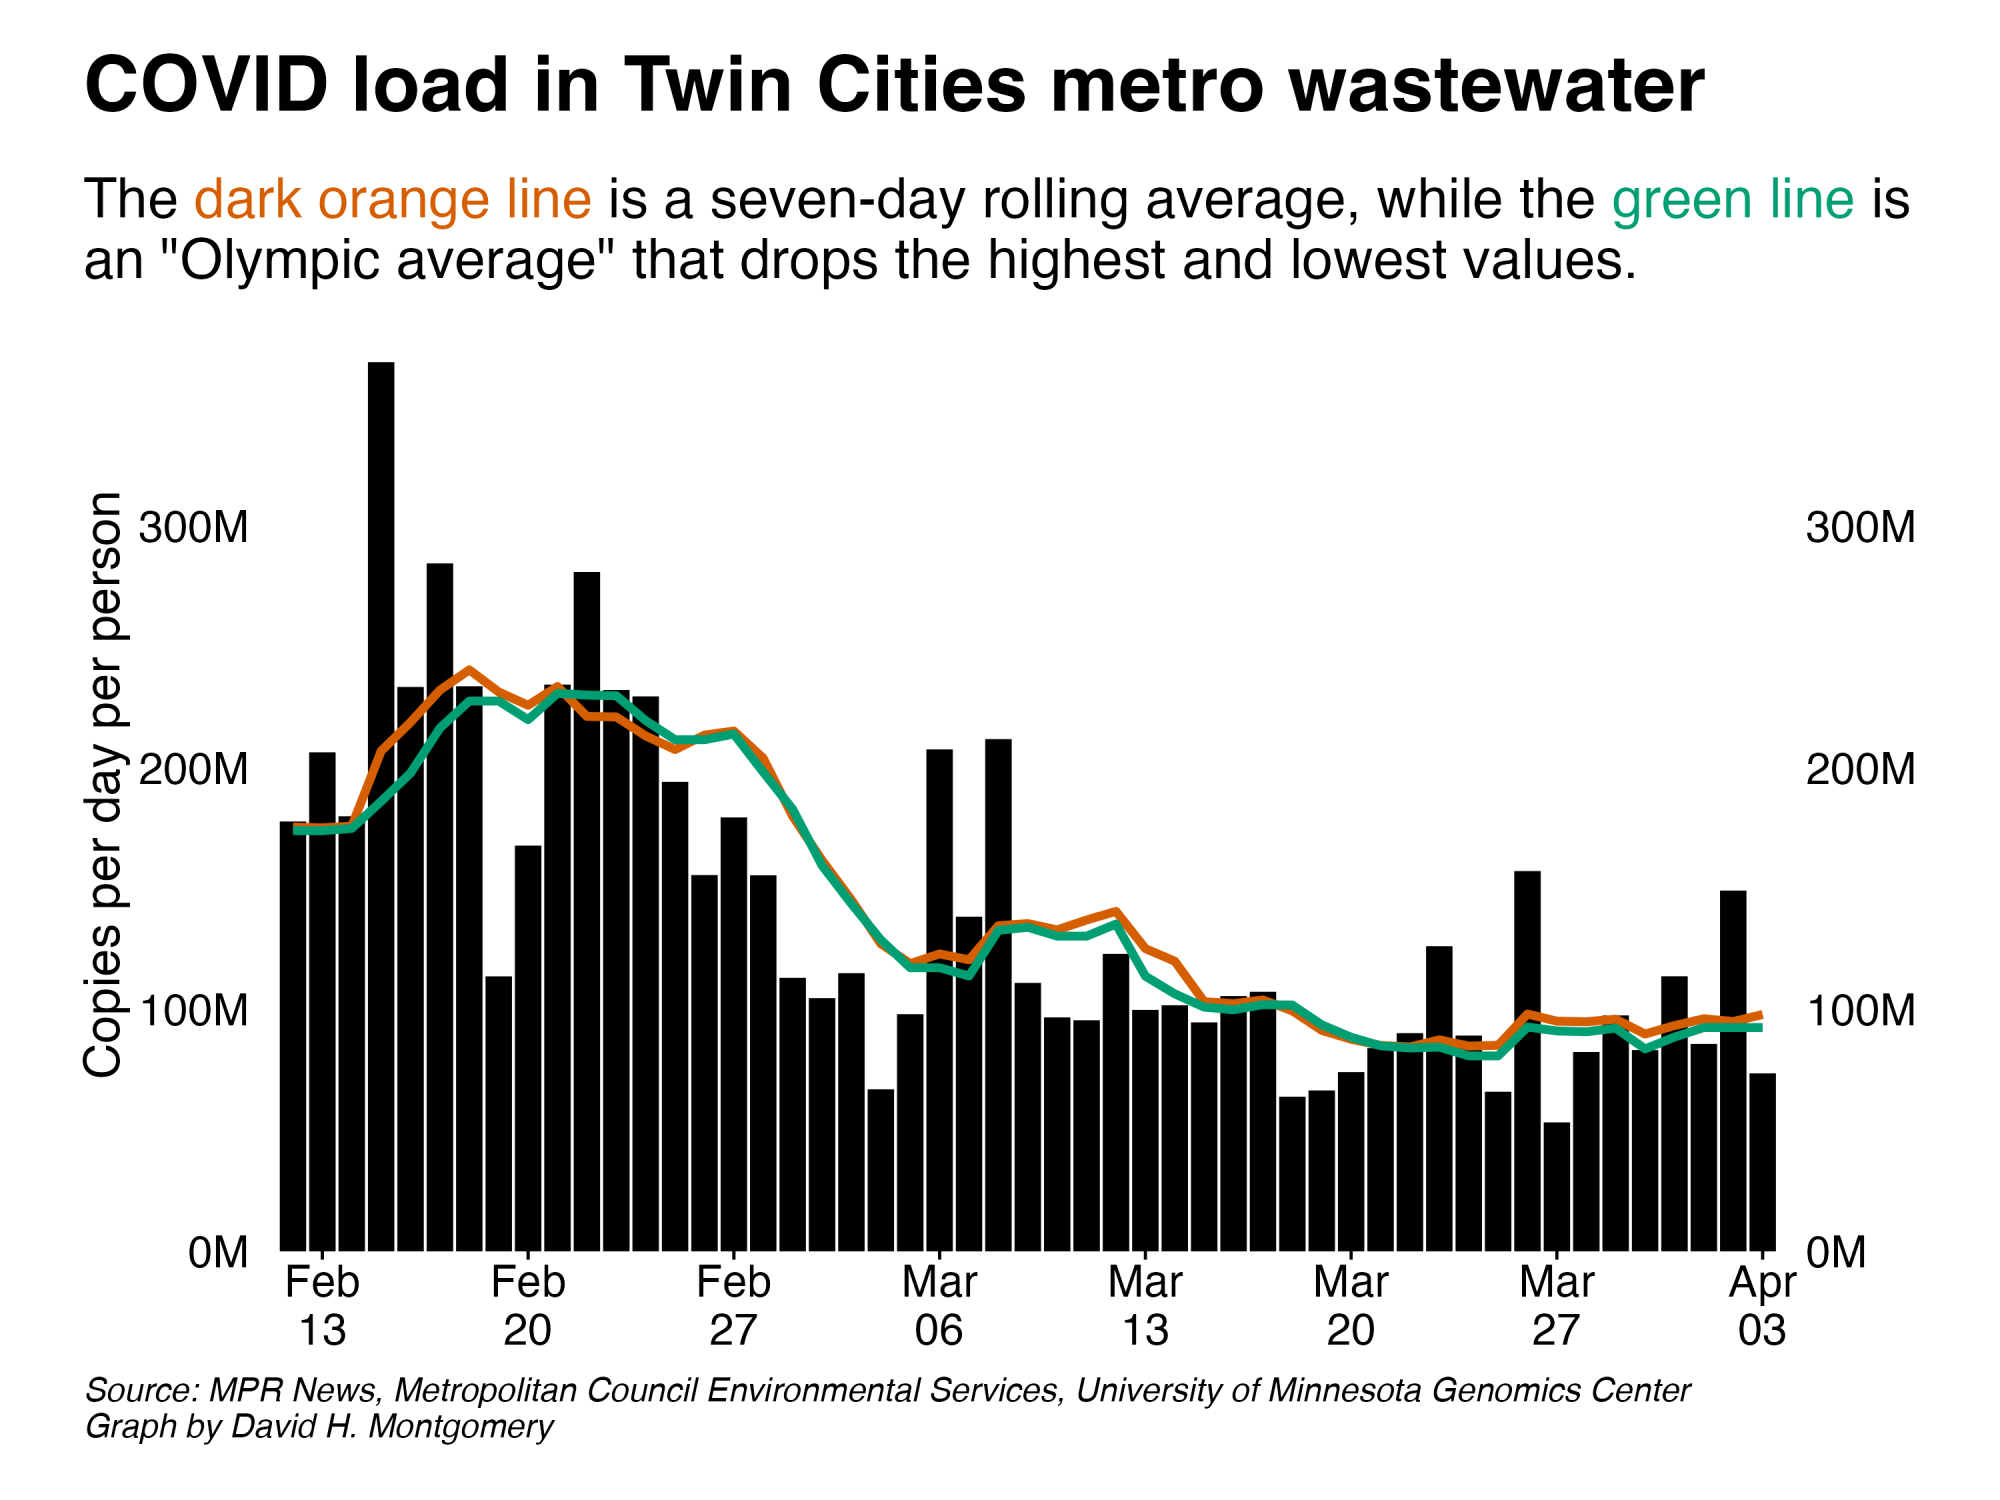 COVID load in Twin Cities metro wastewater
The dark orange line is a seven-day rolling average, while the green line is
an "Olympic average" that drops the highest and lowest values.
Copies per day per person
300M
200M
100M
0M
300M
200M
100M
0M
Feb 13
Feb 20
Feb 27
Mar 06
Mar 13
Mar 20
Mar 27
Apr 03
Source: MPR News, Metropolitan Council Environmental Services, University of Minnesota Genomics Center
Graph by David H. Montgomery